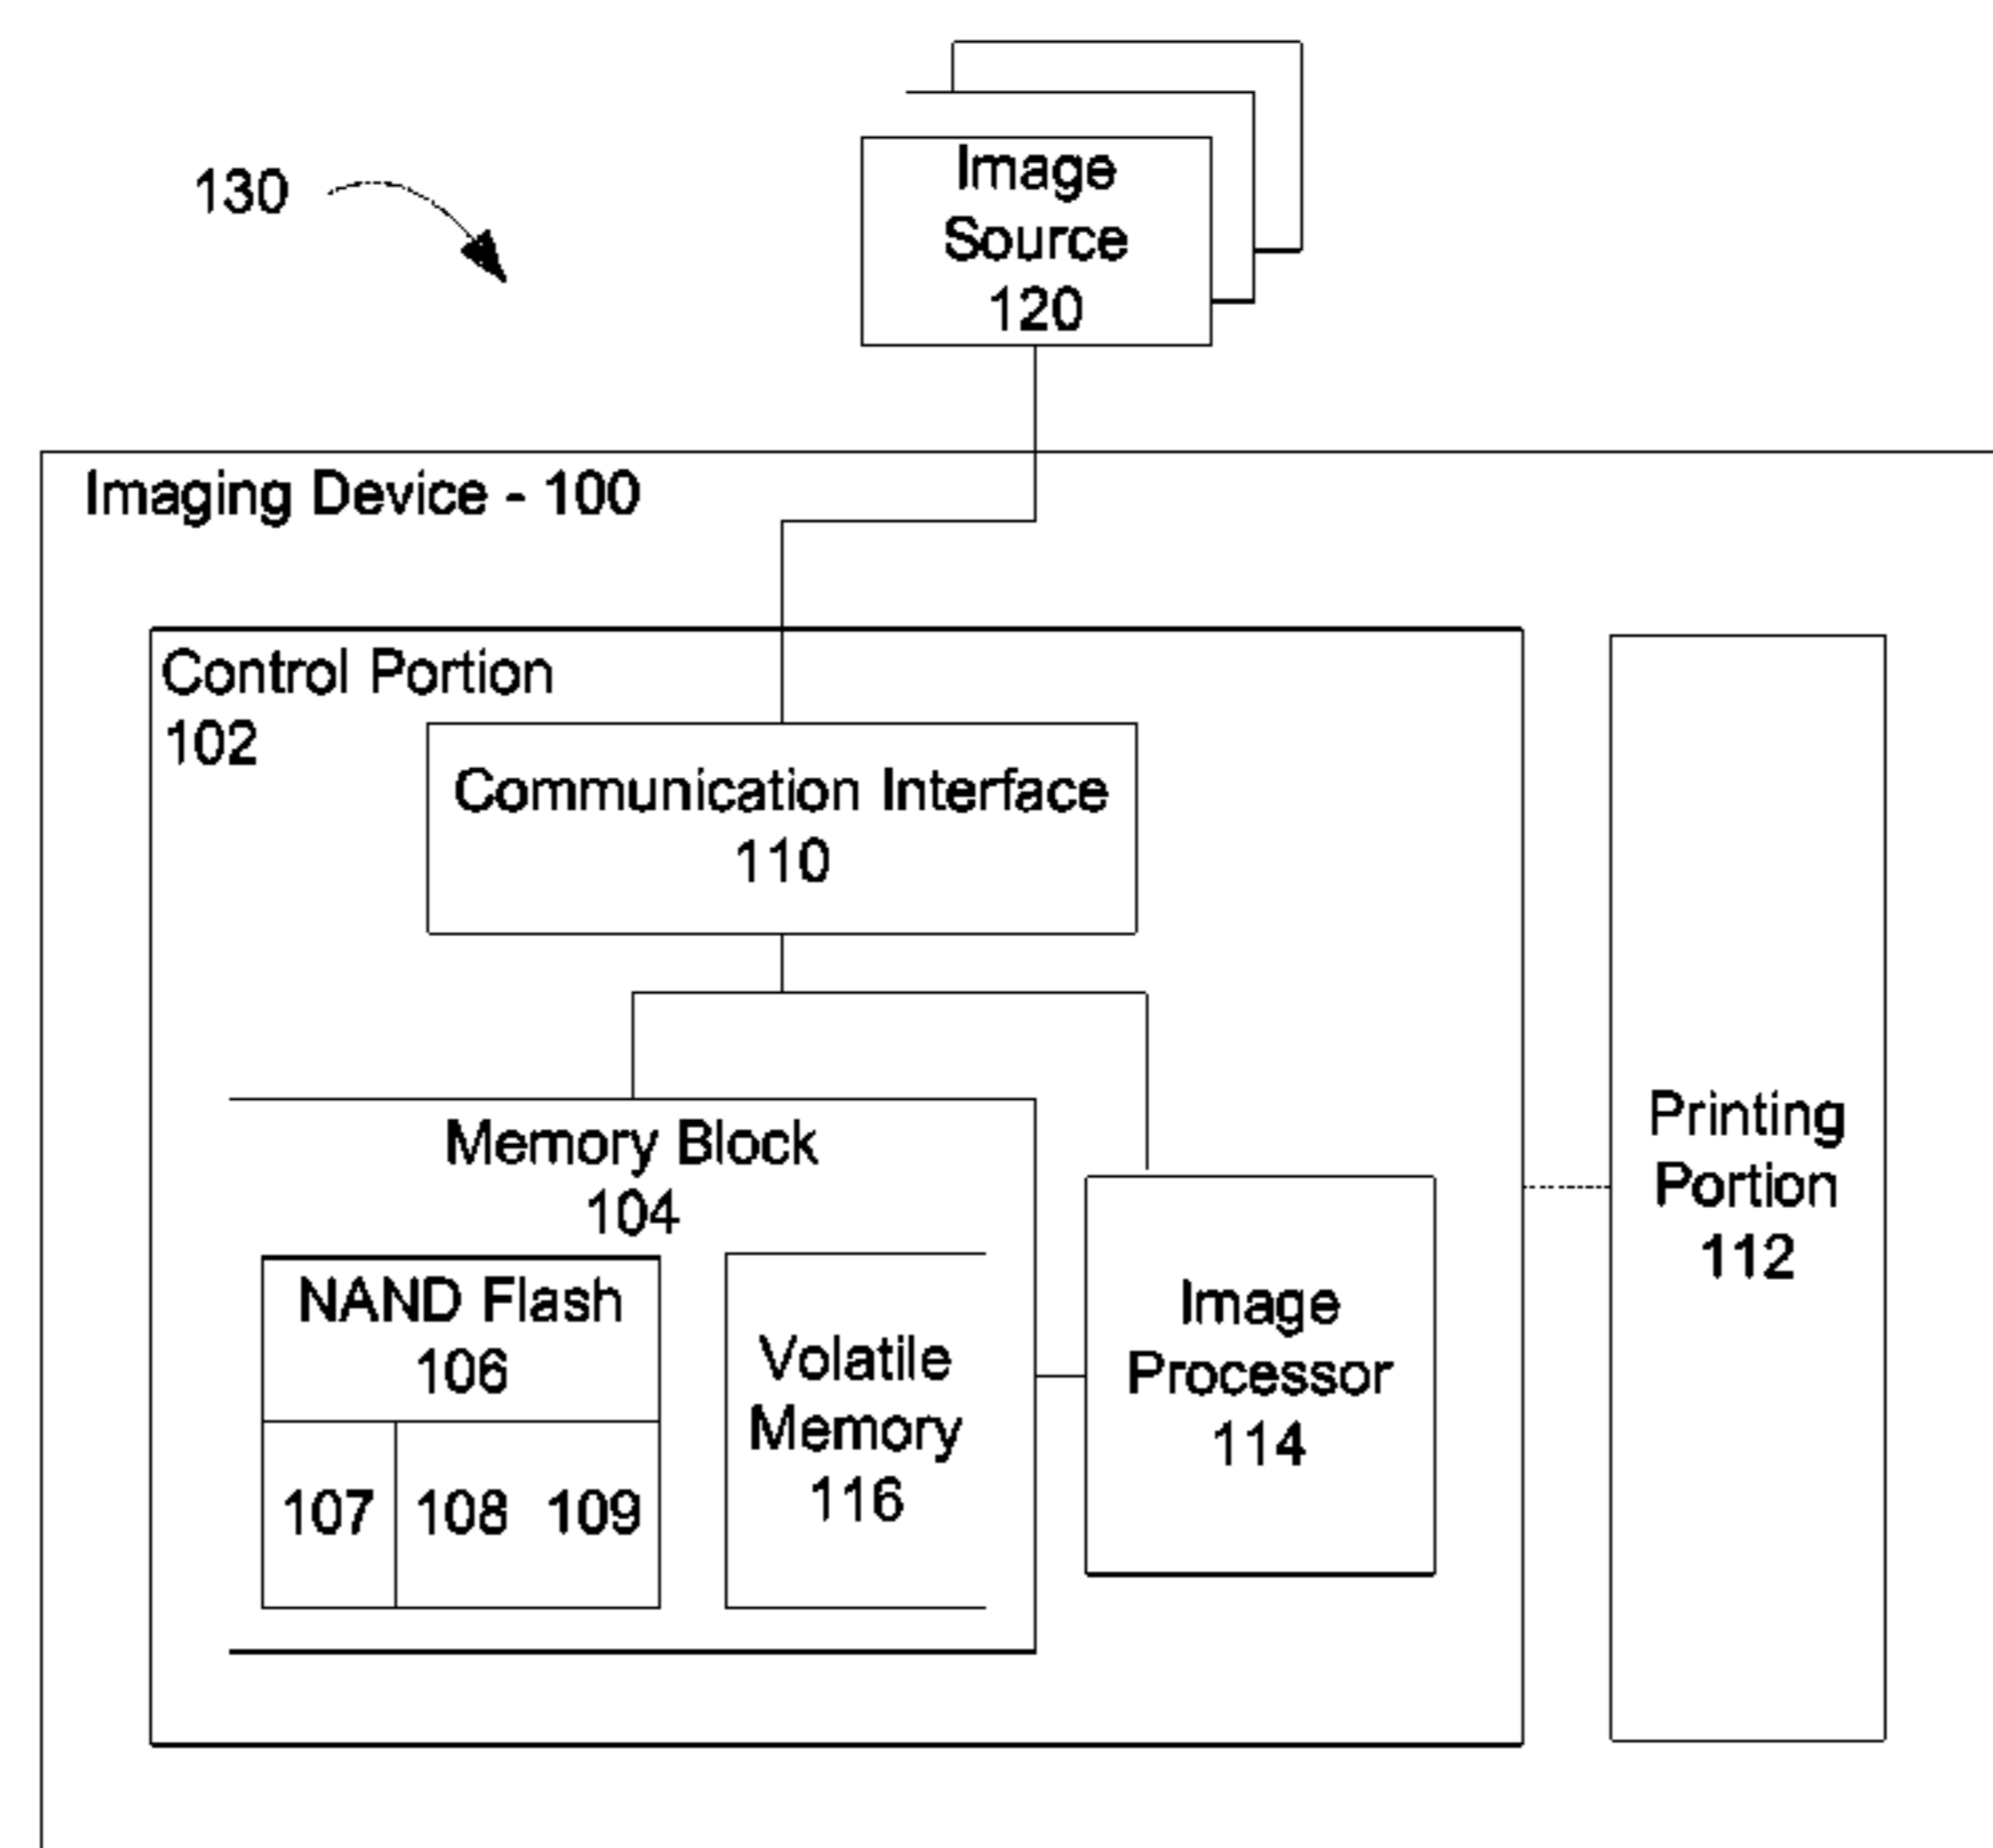 130
Image
Source
120
Imaging Device - 100
Control Portion
102
Communication Interface
110
Memory Block
104
NAND Flash
106
107 108 109
Volatile
Memory
116
Image
Processor
114
Printing
Portion
112